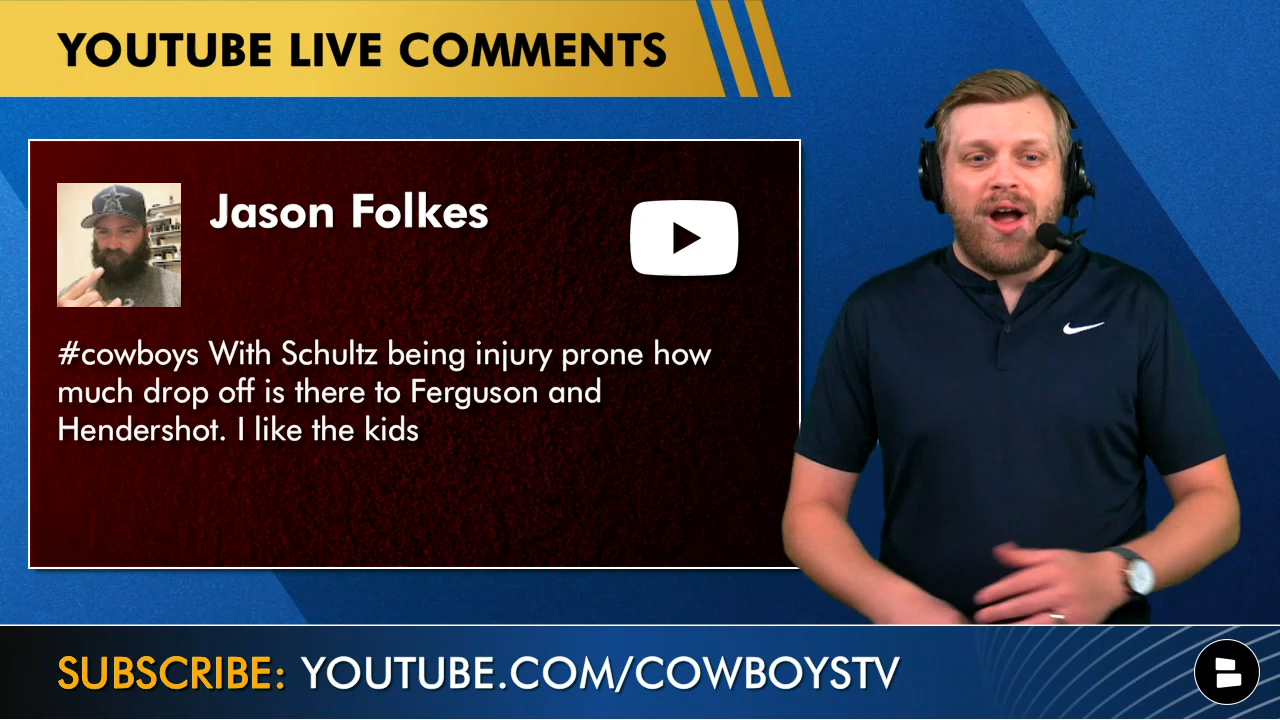 YOUTUBE LIVE COMMENTS
Jason Folkes
#cowboys With Schultz being injury prone how
much drop off is there to Ferguson and
Hendershot. I like the kids
SUBSCRIBE: YOUTUBE.COM/COWBOYSTV